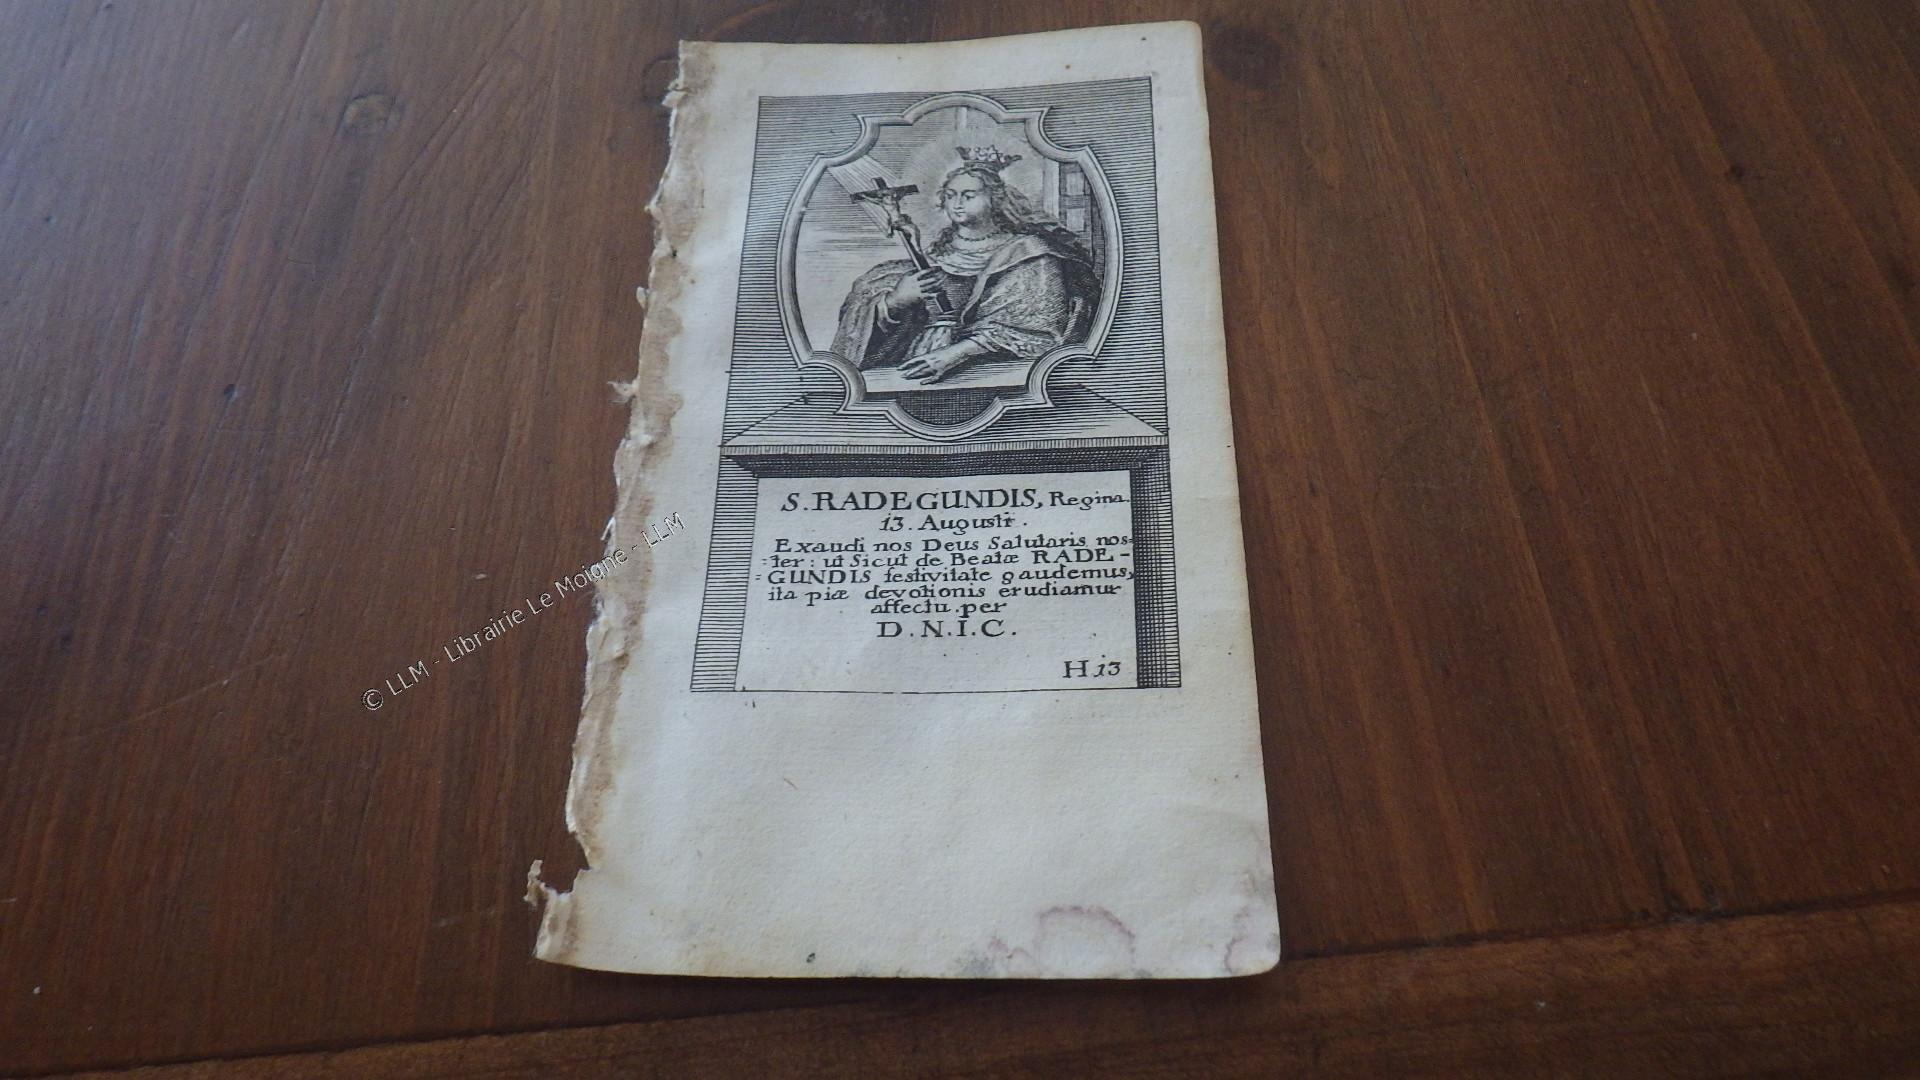 S. RADEGUNDIS, Regina.
13. Augusti.
Exaudi nos Deus Salutaris nos=
=ter: ut Sicut de Beatæ RADE-
=GUNDIS festivitate gaudemus,
ita piæ devotionis erudiamur
affectu. per
D. N. I. C.
H 13
© LLM - Librairie Le Moigne - LLM